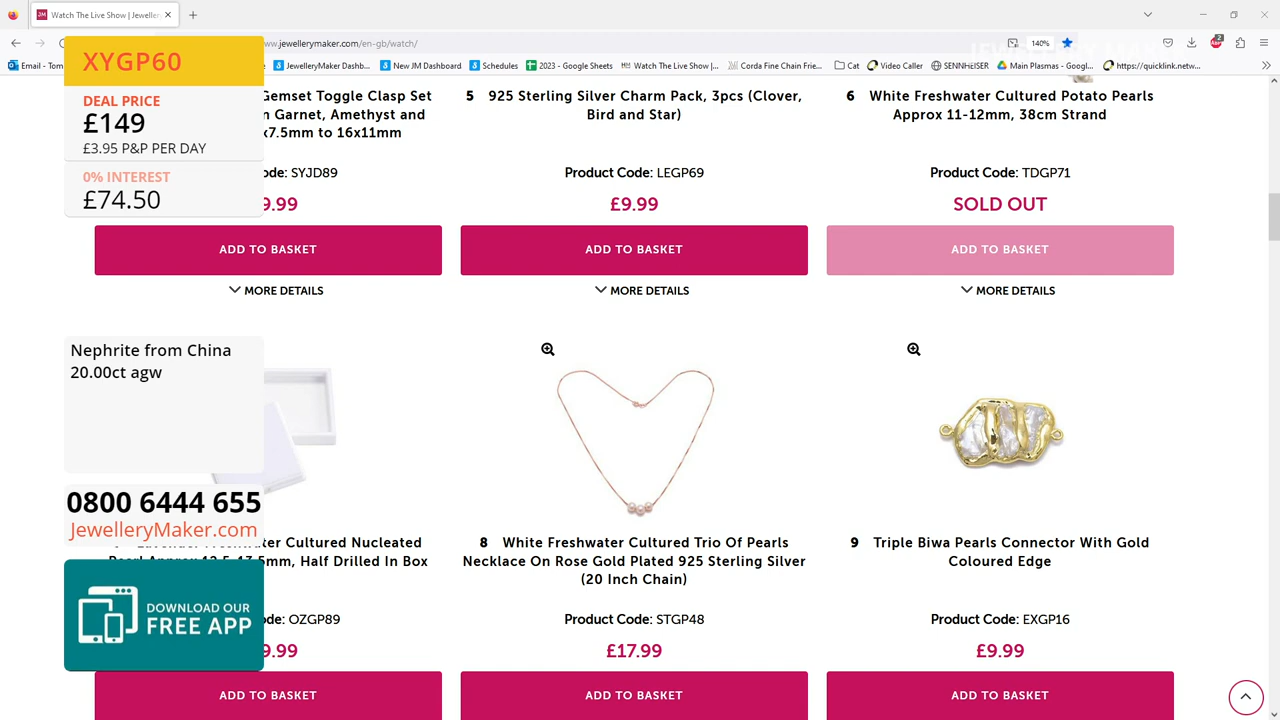 Watch The Live Show | Jeweller
ww.jewellerymaker.com/en-gb/watch/
140%
JEWELLERY MAK
2
Email - Tom
JewelleryMaker Dashb...
New JM Dashboard
Schedules
2023 - Google Sheets
Watch The Live Show |...
Corda Fine Chain Frie...
Cat
Video Caller
SENNHEISER
Main Plasmas - Googl...
https://quicklink.netw...
XYGP60
DEAL PRICE
£149
£3.95 P&P PER DAY
0% INTEREST
£74.50
Gemset Toggle Clasp Set
n Garnet, Amethyst and
x7.5mm to 16x11mm
ode: SYJD89
9.99
ADD TO BASKET
MORE DETAILS
5 925 Sterling Silver Charm Pack, 3pcs (Clover,
Bird and Star)
Product Code: LEGP69
£9.99
ADD TO BASKET
MORE DETAILS
6 White Freshwater Cultured Potato Pearls
Approx 11-12mm, 38cm Strand
Product Code: TDGP71
SOLD OUT
ADD TO BASKET
MORE DETAILS
Nephrite from China
20.00ct agw
0800 6444 655
JewelleryMaker.com
DOWNLOAD OUR
FREE APP
Cultured Nucleated
mm, Half Drilled In Box
ode: OZGP89
9.99
ADD TO BASKET
8 White Freshwater Cultured Trio Of Pearls
Necklace On Rose Gold Plated 925 Sterling Silver
(20 Inch Chain)
Product Code: STGP48
£17.99
ADD TO BASKET
9 Triple Biwa Pearls Connector With Gold
Coloured Edge
Product Code: EXGP16
£9.99
ADD TO BASKET